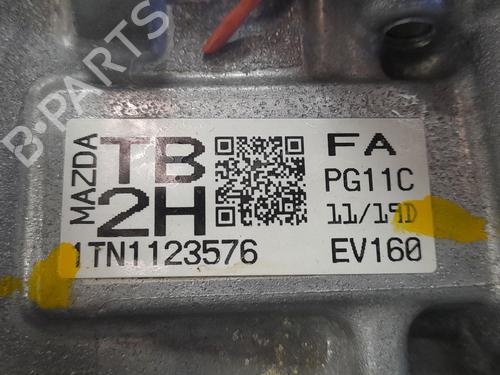 MAZDA
TB
2H
FA
PG11C
11/19D
1TN1123576
EV160
B-PARTS